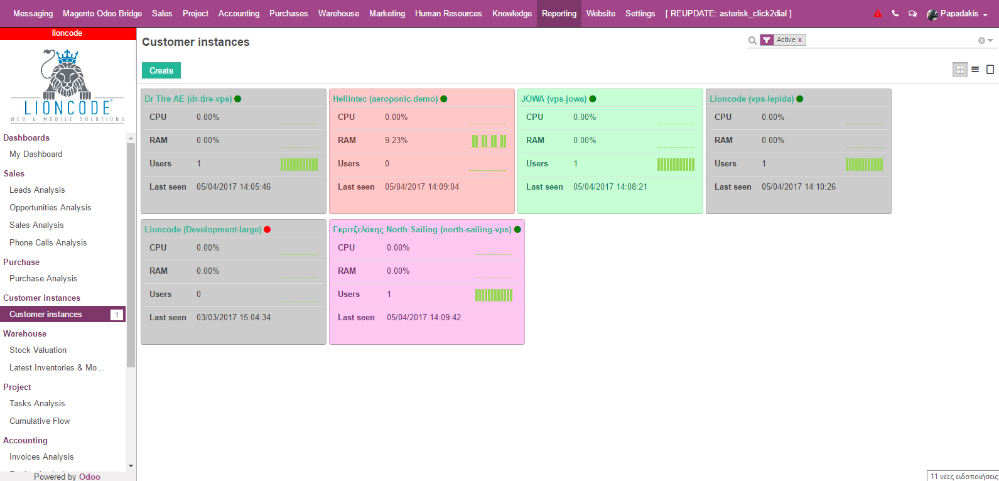 Messaging Magento Odoo Bridge Sales Project Accounting Purchases Warehouse Marketing Human Resources Knowledge Reporting Website Settings [ REUPDATE: asterisk_click2dial ] Papadakis
lioncode
LIONCODE
WEB & MOBILE SOLUTIONS
Dashboards
My Dashboard
Sales
Leads Analysis
Opportunities Analysis
Sales Analysis
Phone Calls Analysis
Purchase
Purchase Analysis
Customer instances
Customer instances 1
Warehouse
Stock Valuation
Latest Inventories & Mo...
Project
Tasks Analysis
Cumulative Flow
Accounting
Invoices Analysis
Powered by Odoo
Customer instances
Active x
Create
Dr Tire AE (dr-tire-vps)
CPU 0.00%
RAM 0.00%
Users 1
Last seen 05/04/2017 14:05:46
Hellintec (aeroponic-demo)
CPU 0.00%
RAM 9.23%
Users 0
Last seen 05/04/2017 14:09:04
JOWA (vps-jowa)
CPU 0.00%
RAM 0.00%
Users 1
Last seen 05/04/2017 14:08:21
Lioncode (vps-lepida)
CPU 0.00%
RAM 0.00%
Users 1
Last seen 05/04/2017 14:10:26
Lioncode (Development-large)
CPU 0.00%
RAM 0.00%
Users 0
Last seen 03/03/2017 15:04:34
Γκριτζελάκης North Sailing (north-sailing-vps)
CPU 0.00%
RAM 0.00%
Users 1
Last seen 05/04/2017 14:09:42
11 νέες ειδοποιήσεις